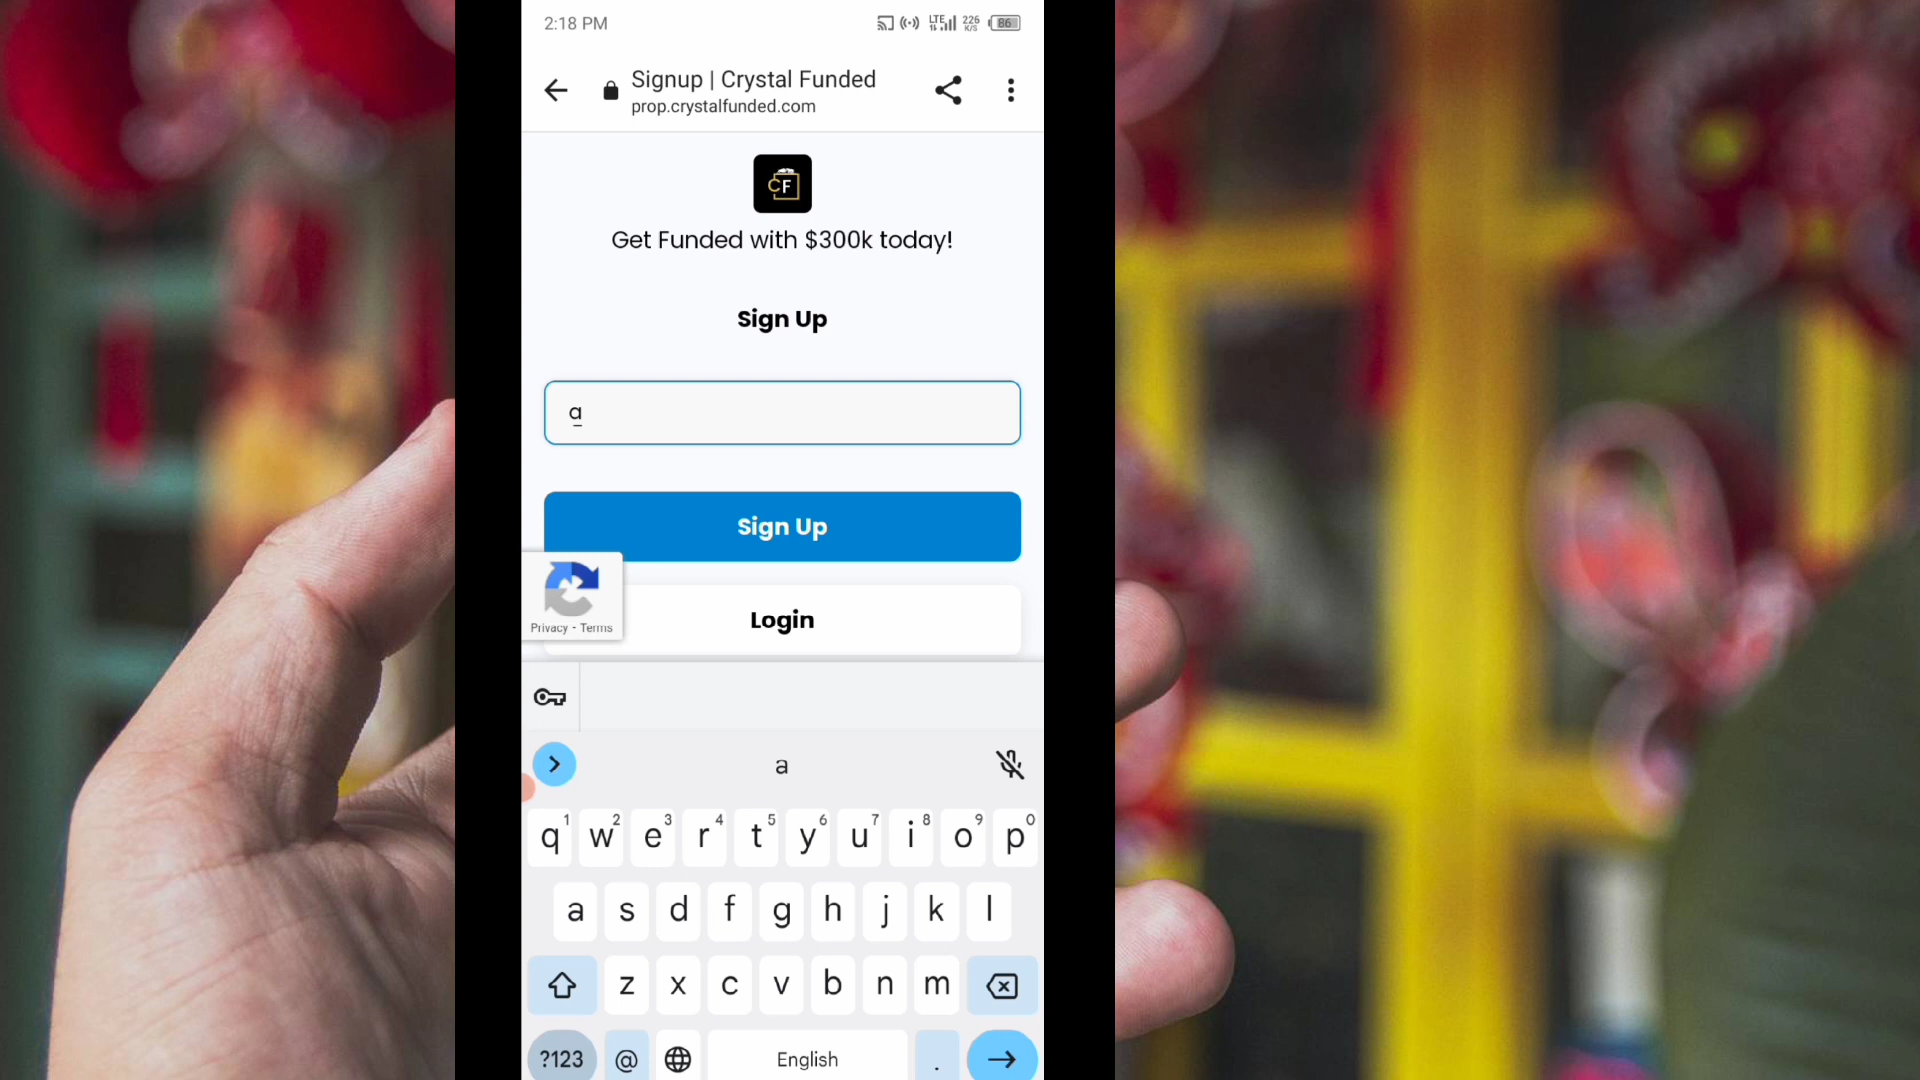 2:18 PM LTE 226 K/S 86
Signup | Crystal Funded
prop.crystalfunded.com
CF
Get Funded with $300k today!
Sign Up
a
Sign Up
Privacy - Terms
Login
a
q1 w2 e3 r4 t5 y6 u7 i8 o9 p0
a s d f g h j k l
z x c v b n m
?123 @ English .